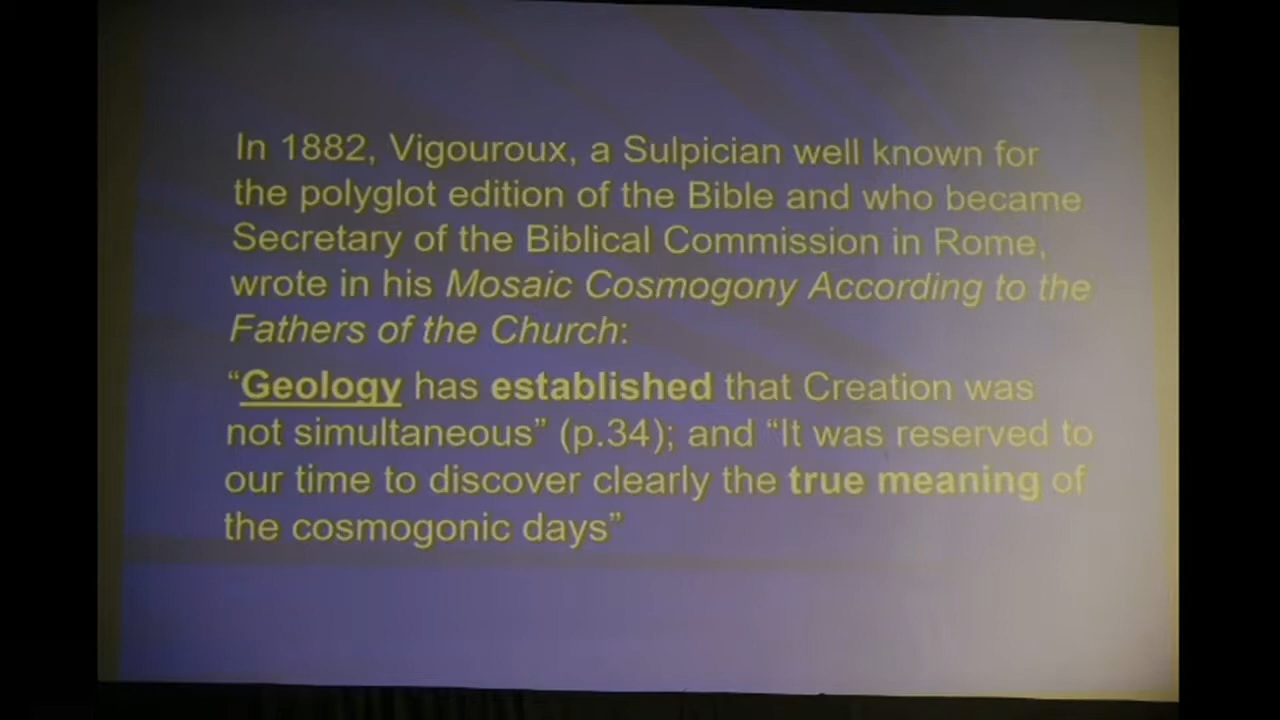 In 1882, Vigouroux, a Sulpician well known for
the polyglot edition of the Bible and who became
Secretary of the Biblical Commission in Rome,
wrote in his Mosaic Cosmogony According to the
Fathers of the Church:
“Geology has established that Creation was
not simultaneous” (p.34); and “It was reserved to
our time to discover clearly the true meaning of
the cosmogonic days”